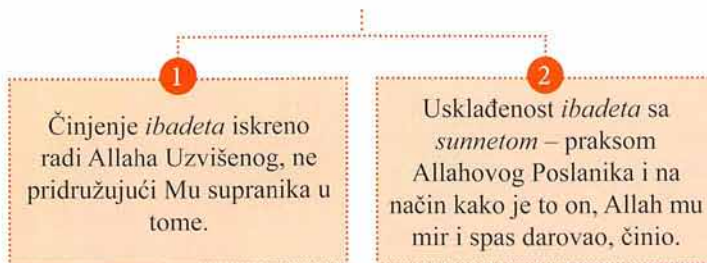 1
Činjenje ibadeta iskreno
radi Allaha Uzvišenog, ne
pridružujući Mu supranika u
tome.
2
Usklađenost ibadeta sa
sunnetom – praksom
Allahovog Poslanika i na
način kako je to on, Allah mu
mir i spas darovao, činio.